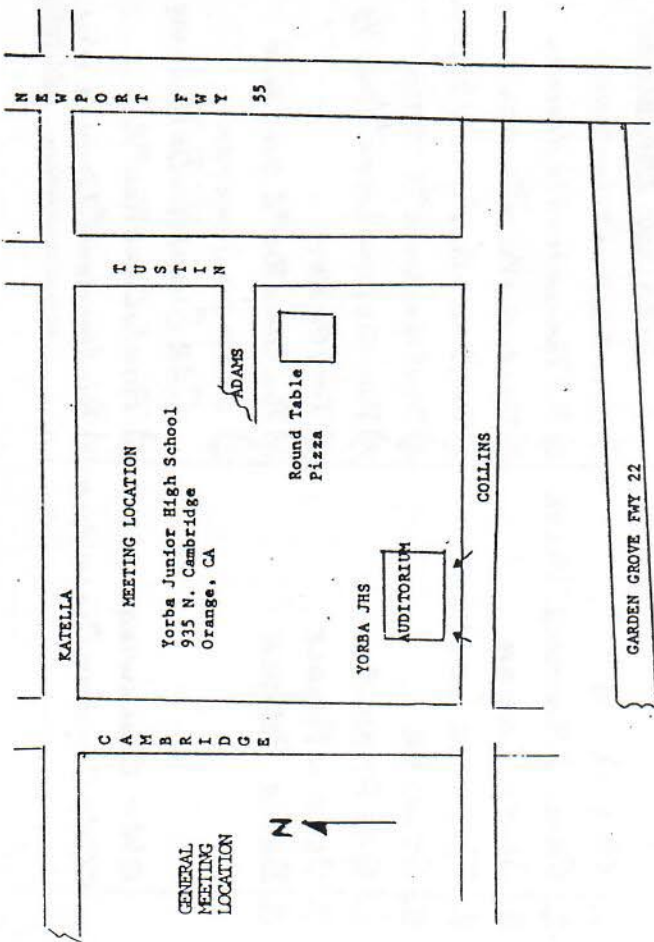 KATELLA
NEWPORT FWY 55
TUSTIN
MEETING LOCATION
Yorba Junior High School
935 N. Cambridge
Orange, CA
ADAMS
Round Table
Pizza
CAMBRIDGE
GENERAL
MEETING
LOCATION
N
YORBA JHS
AUDITORIUM
COLLINS
GARDEN GROVE FWY 22